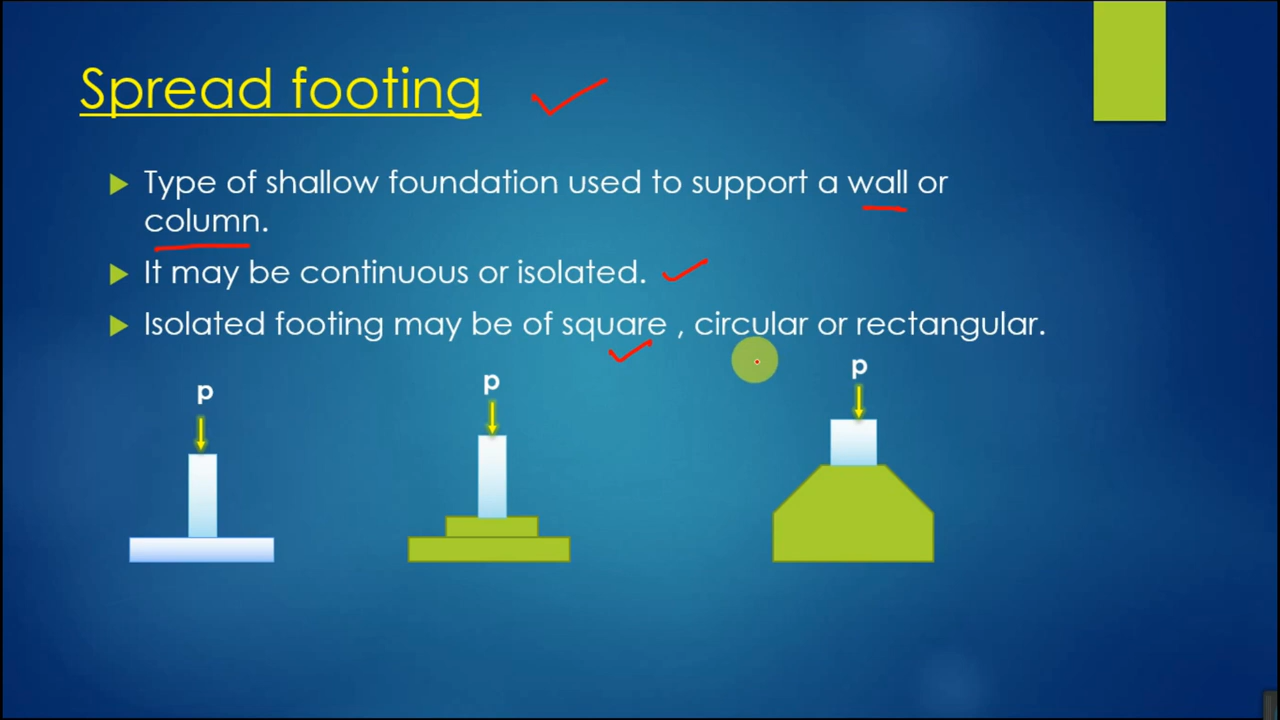 Spread footing
Type of shallow foundation used to support a wall or
column.
It may be continuous or isolated.
Isolated footing may be of square , circular or rectangular.
p
p
p